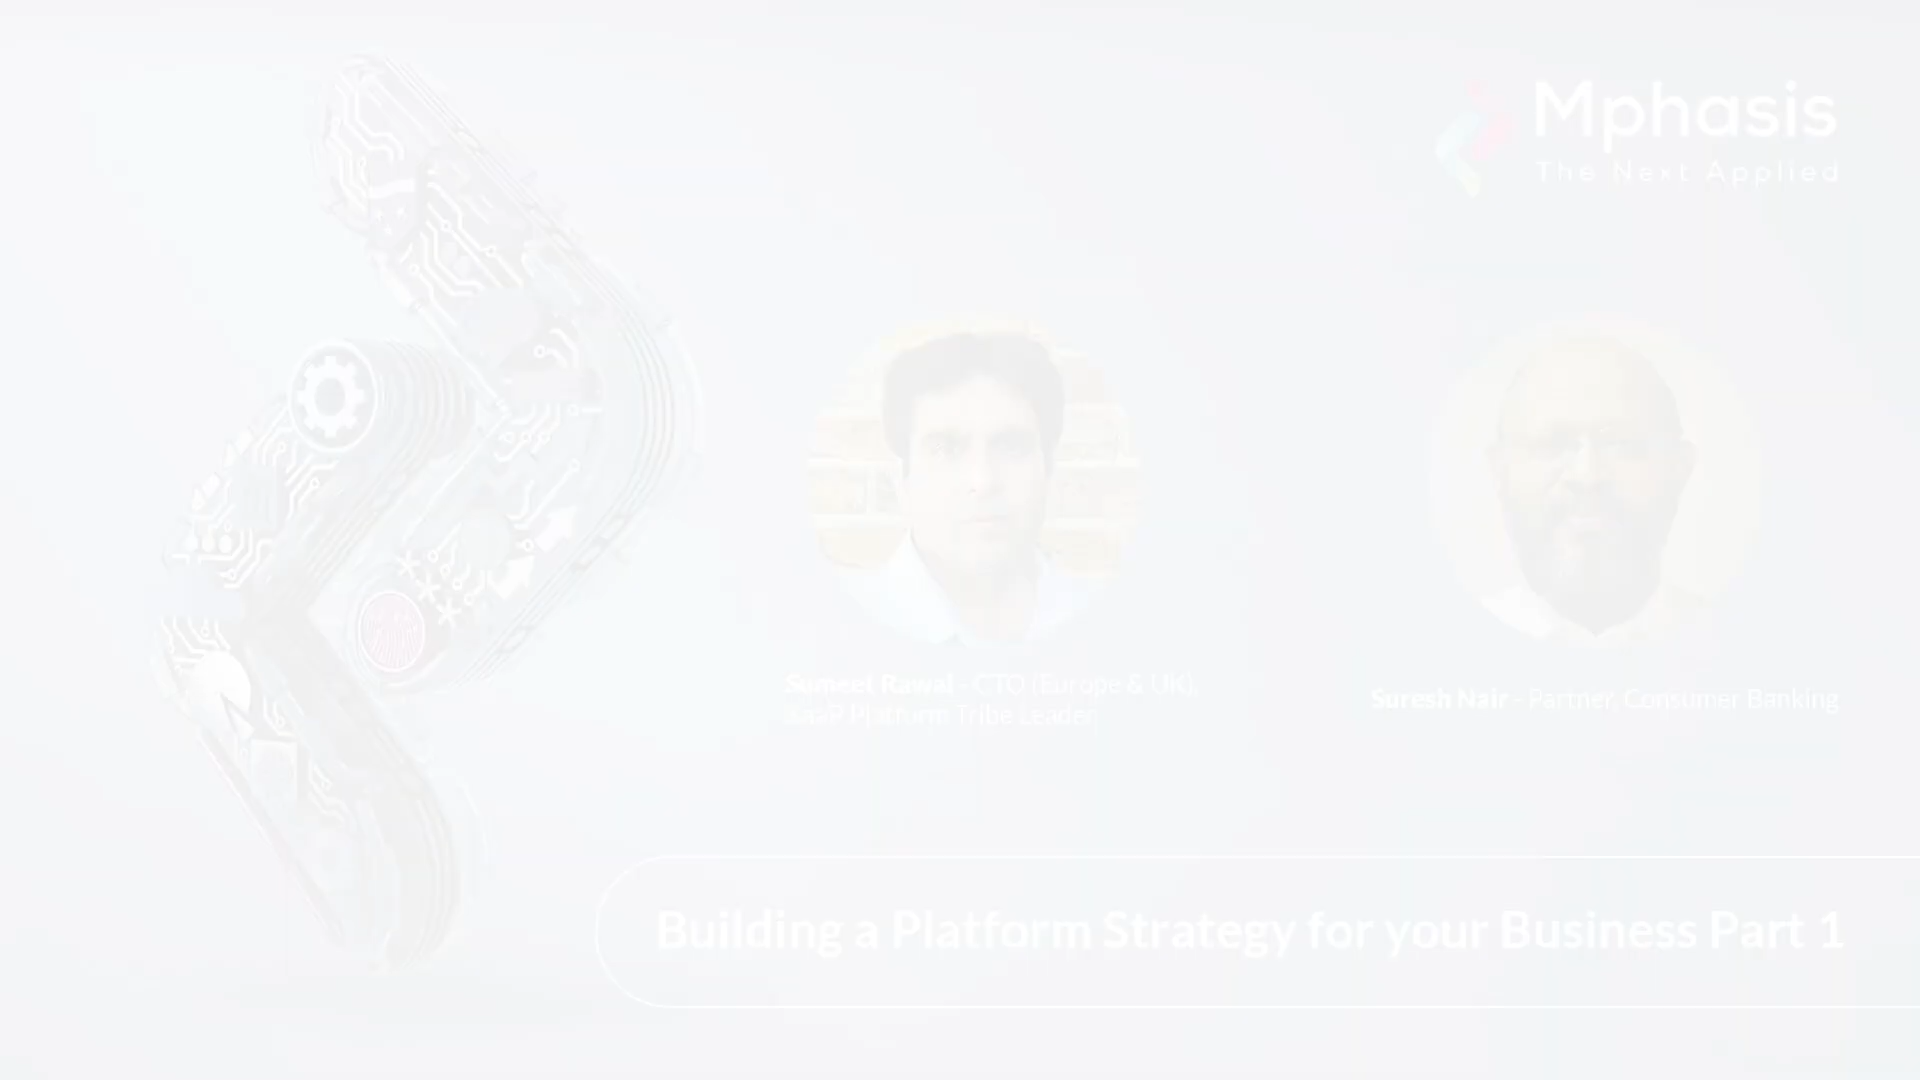 Mphasis
The Next Applied
Sumeet Rawal - CTO (Europe & UK),
Platform Tribe Leader
Suresh Nair - Partner, Consumer Banking
Building a Platform Strategy for your Business Part 1